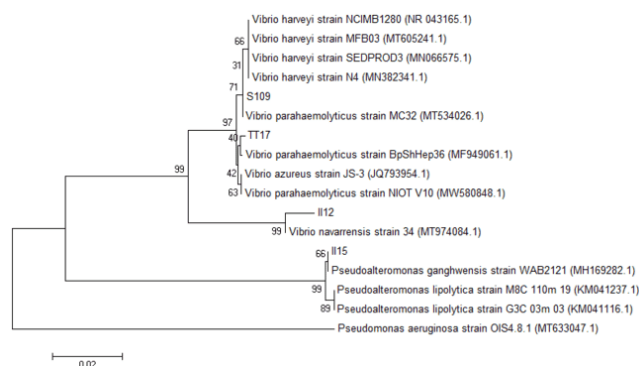 Vibrio harveyi strain NCIMB1280 (NR 043165.1)
66
Vibrio harveyi strain MFB03 (MT605241.1)
31
Vibrio harveyi strain SEDPROD3 (MN066575.1)
Vibrio harveyi strain N4 (MN382341.1)
71
S109
Vibrio parahaemolyticus strain MC32 (MT534026.1)
97
40
TT17
Vibrio parahaemolyticus strain BpShHep36 (MF949061.1)
99
42
Vibrio azureus strain JS-3 (JQ793954.1)
63
Vibrio parahaemolyticus strain NIOT V10 (MW580848.1)
II12
99
Vibrio navarrensis strain 34 (MT974084.1)
66
II15
Pseudoalteromonas ganghwensis strain WAB2121 (MH169282.1)
99
Pseudoalteromonas lipolytica strain M8C 110m 19 (KM041237.1)
89
Pseudoalteromonas lipolytica strain G3C 03m 03 (KM041116.1)
Pseudomonas aeruginosa strain OIS4.8.1 (MT633047.1)
0.02